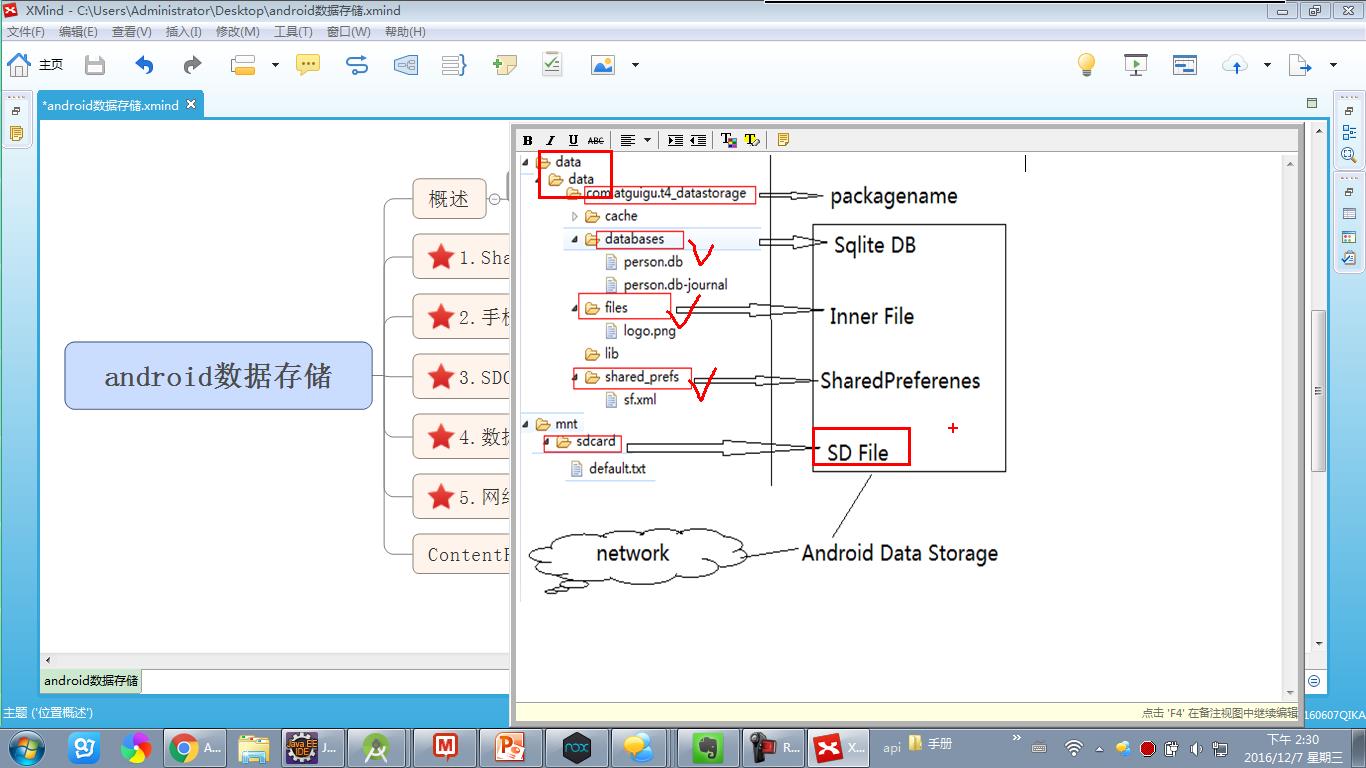 XMind - C:\Users\Administrator\Desktop\android数据存储.xmind
文件(F) 编辑(E) 查看(V) 插入(I) 修改(M) 工具(T) 窗口(W) 帮助(H)
主页
*android数据存储.xmind
B I U ABC
data
data
com.atguigu.t4_datastorage
packagename
cache
databases
Sqlite DB
person.db
person.db-journal
files
Inner File
logo.png
lib
shared_prefs
SharedPreferenes
sf.xml
mnt
sdcard
SD File
default.txt
network
Android Data Storage
概述
1.Sha
2.手机
3.SDC
4.数据
5.网络
android数据存储
android数据存储
主题 ('位置概述')
点击 'F4' 在备注视图中继续编辑
160607QIKA
A...
J...
R...
X...
api
手册
下午 2:30
2016/12/7 星期三